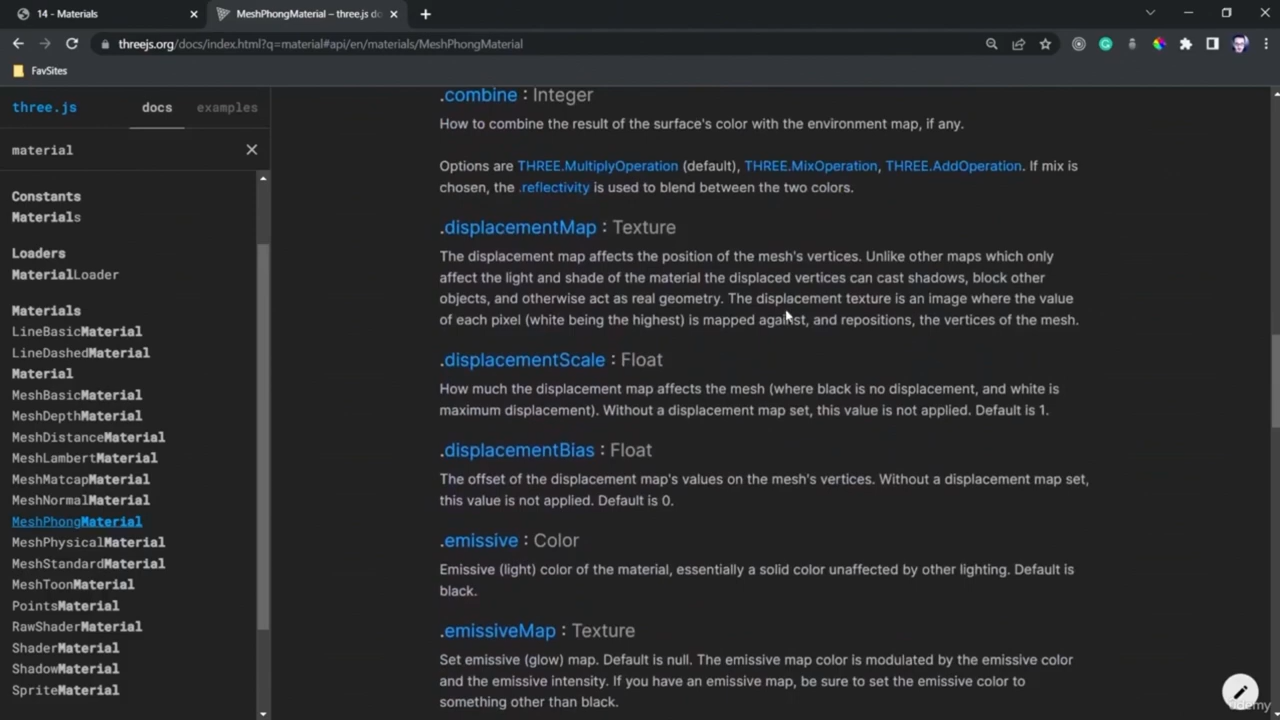 14 - Materials
MeshPhongMaterial – three.js do
threejs.org/docs/index.html?q=material#api/en/materials/MeshPhongMaterial
FavSites
three.js
docs
examples
material
Constants
Materials
Loaders
MaterialLoader
Materials
LineBasicMaterial
LineDashedMaterial
Material
MeshBasicMaterial
MeshDepthMaterial
MeshDistanceMaterial
MeshLambertMaterial
MeshMatcapMaterial
MeshNormalMaterial
MeshPhongMaterial
MeshPhysicalMaterial
MeshStandardMaterial
MeshToonMaterial
PointsMaterial
RawShaderMaterial
ShaderMaterial
ShadowMaterial
SpriteMaterial
.combine : Integer
How to combine the result of the surface's color with the environment map, if any.
Options are THREE.MultiplyOperation (default), THREE.MixOperation, THREE.AddOperation. If mix is
chosen, the .reflectivity is used to blend between the two colors.
.displacementMap : Texture
The displacement map affects the position of the mesh's vertices. Unlike other maps which only
affect the light and shade of the material the displaced vertices can cast shadows, block other
objects, and otherwise act as real geometry. The displacement texture is an image where the value
of each pixel (white being the highest) is mapped against, and repositions, the vertices of the mesh.
.displacementScale : Float
How much the displacement map affects the mesh (where black is no displacement, and white is
maximum displacement). Without a displacement map set, this value is not applied. Default is 1.
.displacementBias : Float
The offset of the displacement map's values on the mesh's vertices. Without a displacement map set,
this value is not applied. Default is 0.
.emissive : Color
Emissive (light) color of the material, essentially a solid color unaffected by other lighting. Default is
black.
.emissiveMap : Texture
Set emissive (glow) map. Default is null. The emissive map color is modulated by the emissive color
and the emissive intensity. If you have an emissive map, be sure to set the emissive color to
something other than black.
Udemy